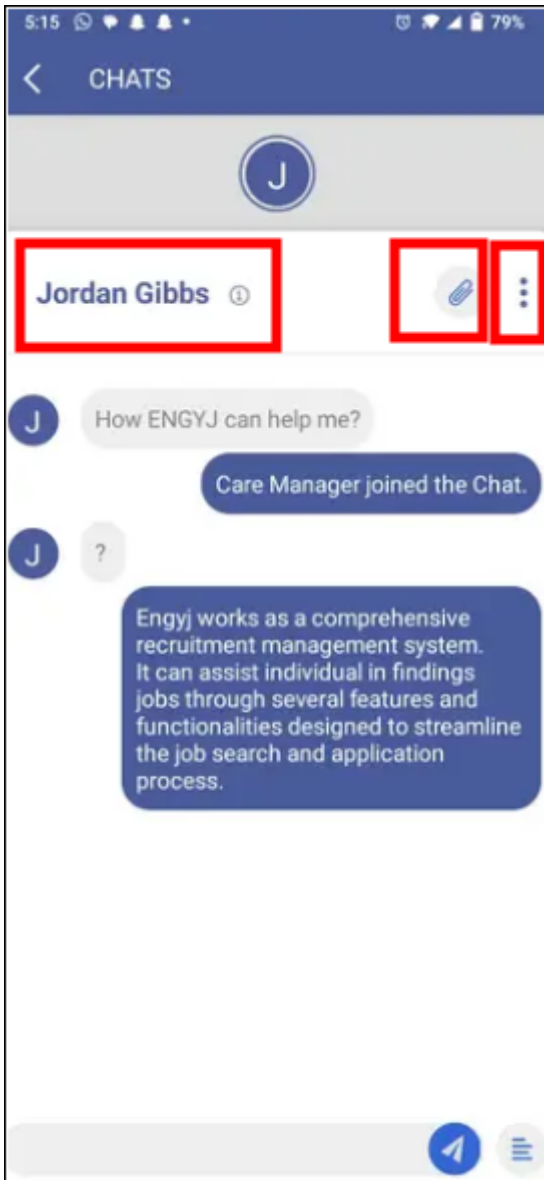 5:15 79%
CHATS
J
Jordan Gibbs
J How ENGYJ can help me?
Care Manager joined the Chat.
J ?
Engyj works as a comprehensive
recruitment management system.
It can assist individual in findings
jobs through several features and
functionalities designed to streamline
the job search and application
process.